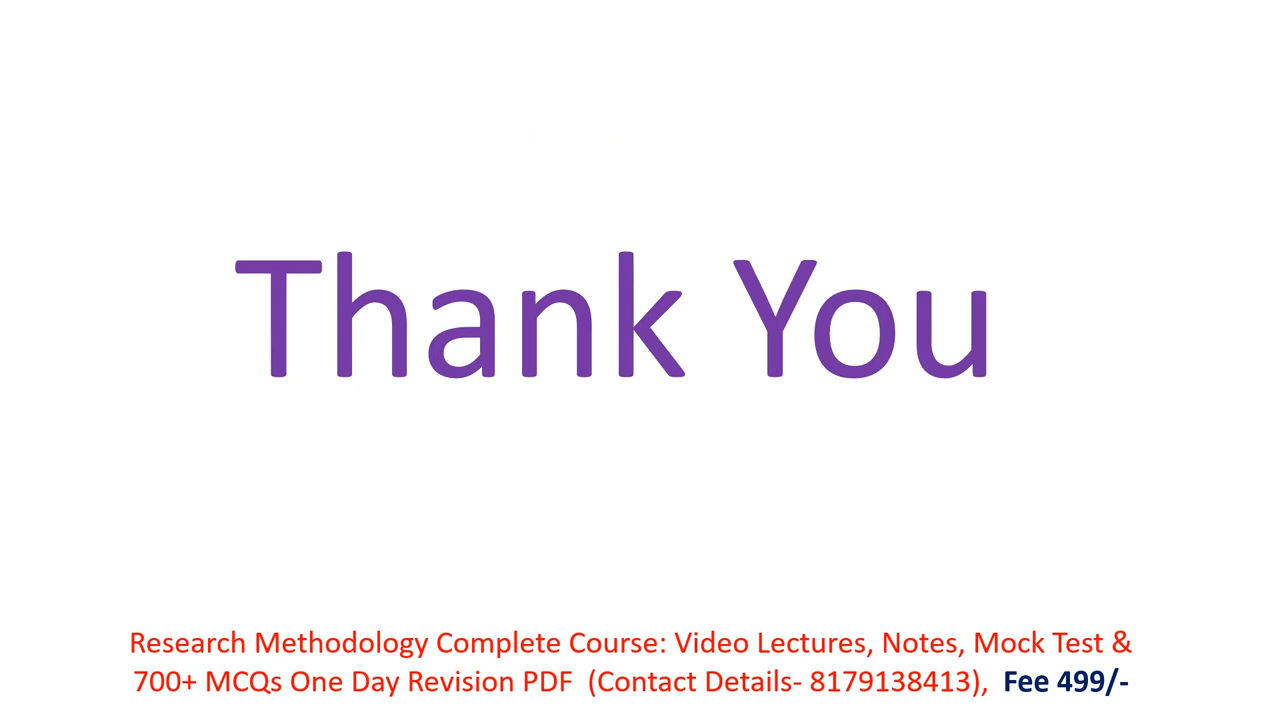 Thank You
Research Methodology Complete Course: Video Lectures, Notes, Mock Test &
700+ MCQs One Day Revision PDF (Contact Details- 8179138413), Fee 499/-